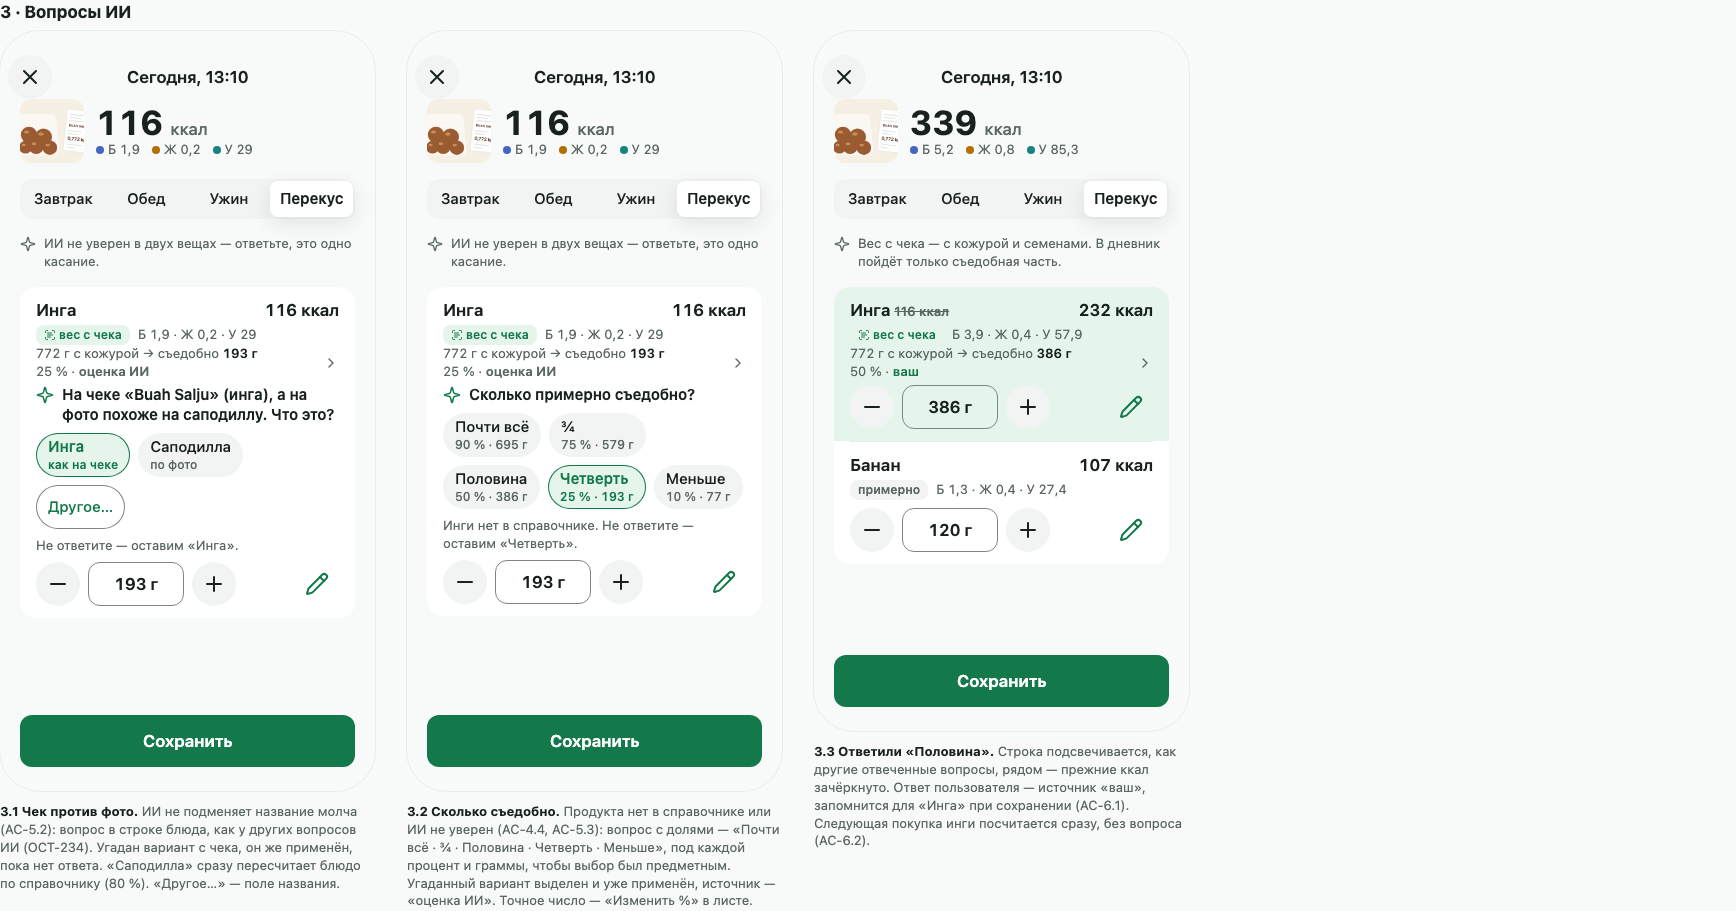 3 · Вопросы ИИ
Сегодня, 13:10
116 ккал
Б 1,9 Ж 0,2 У 29
Завтрак Обед Ужин Перекус
ИИ не уверен в двух вещах — ответьте, это одно
касание.
Инга 116 ккал
вес с чека Б 1,9 · Ж 0,2 · У 29
772 г с кожурой → съедобно 193 г
25 % · оценка ИИ
На чеке «Buah Salju» (инга), а на
фото похоже на саподиллу. Что это?
Инга
как на чеке
Саподилла
по фото
Другое...
Не ответите — оставим «Инга».
193 г
Сохранить
3.1 Чек против фото. ИИ не подменяет название молча
(АС-5.2): вопрос в строке блюда, как у других вопросов
ИИ (ОСТ-234). Угадан вариант с чека, он же применён,
пока нет ответа. «Саподилла» сразу пересчитает блюдо
по справочнику (80 %). «Другое…» — поле названия.
Сегодня, 13:10
116 ккал
Б 1,9 Ж 0,2 У 29
Завтрак Обед Ужин Перекус
ИИ не уверен в двух вещах — ответьте, это одно
касание.
Инга 116 ккал
вес с чека Б 1,9 · Ж 0,2 · У 29
772 г с кожурой → съедобно 193 г
25 % · оценка ИИ
Сколько примерно съедобно?
Почти всё
90 % · 695 г
¾
75 % · 579 г
Половина
50 % · 386 г
Четверть
25 % · 193 г
Меньше
10 % · 77 г
Инги нет в справочнике. Не ответите —
оставим «Четверть».
193 г
Сохранить
3.2 Сколько съедобно. Продукта нет в справочнике или
ИИ не уверен (АС-4.4, АС-5.3): вопрос с долями — «Почти
всё · ¾ · Половина · Четверть · Меньше», под каждой
процент и граммы, чтобы выбор был предметным.
Угаданный вариант выделен и уже применён, источник —
«оценка ИИ». Точное число — «Изменить %» в листе.
Сегодня, 13:10
339 ккал
Б 5,2 Ж 0,8 У 85,3
Завтрак Обед Ужин Перекус
Вес с чека — с кожурой и семенами. В дневник
пойдёт только съедобная часть.
Инга 116 ккал 232 ккал
вес с чека Б 3,9 · Ж 0,4 · У 57,9
772 г с кожурой → съедобно 386 г
50 % · ваш
386 г
Банан 107 ккал
примерно Б 1,3 · Ж 0,4 · У 27,4
120 г
Сохранить
3.3 Ответили «Половина». Строка подсвечивается, как
другие отвеченные вопросы, рядом — прежние ккал
зачёркнуто. Ответ пользователя — источник «ваш»,
запомнится для «Инга» при сохранении (АС-6.1).
Следующая покупка инги посчитается сразу, без вопроса
(АС-6.2).